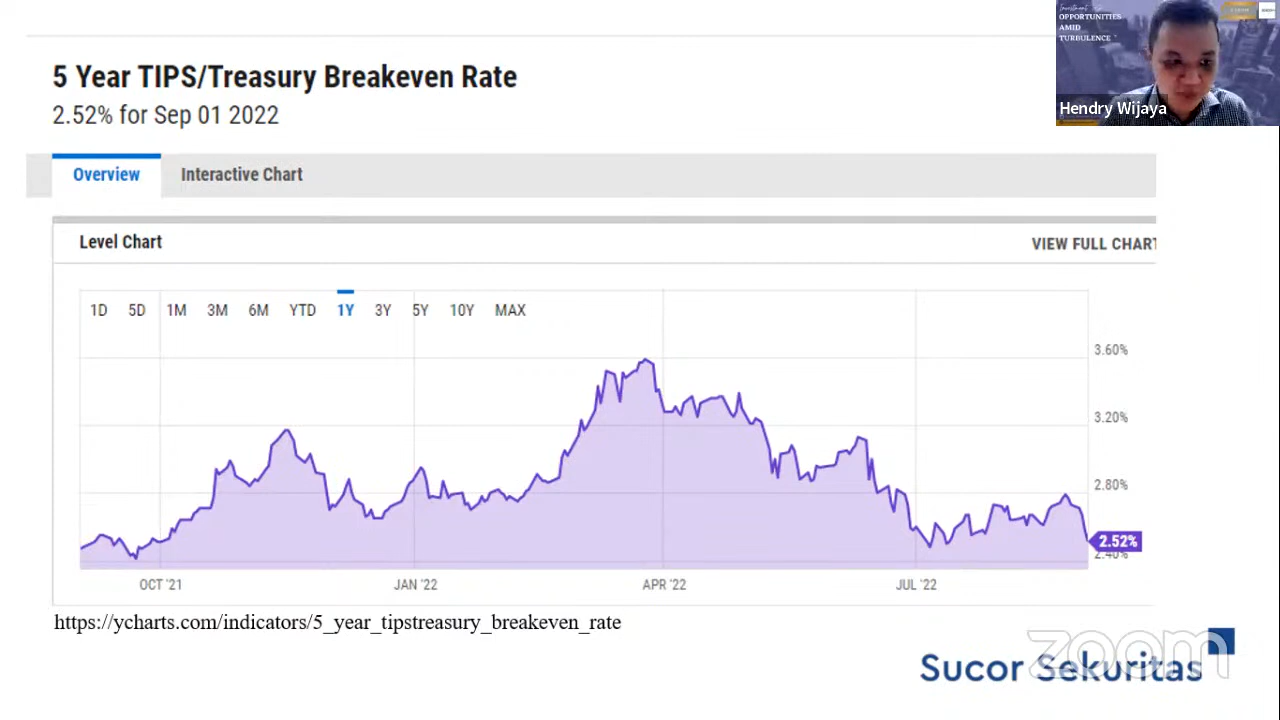 Investment
OPPORTUNITIES
AMID
TURBULENCE
Hendry Wijaya
5 Year TIPS/Treasury Breakeven Rate
2.52% for Sep 01 2022
Overview Interactive Chart
Level Chart VIEW FULL CHART
1D 5D 1M 3M 6M YTD 1Y 3Y 5Y 10Y MAX
3.60%
3.20%
2.80%
2.52%
2.40%
OCT '21 JAN '22 APR '22 JUL '22
https://ycharts.com/indicators/5_year_tipstreasury_breakeven_rate
zoom
Sucor Sekuritas